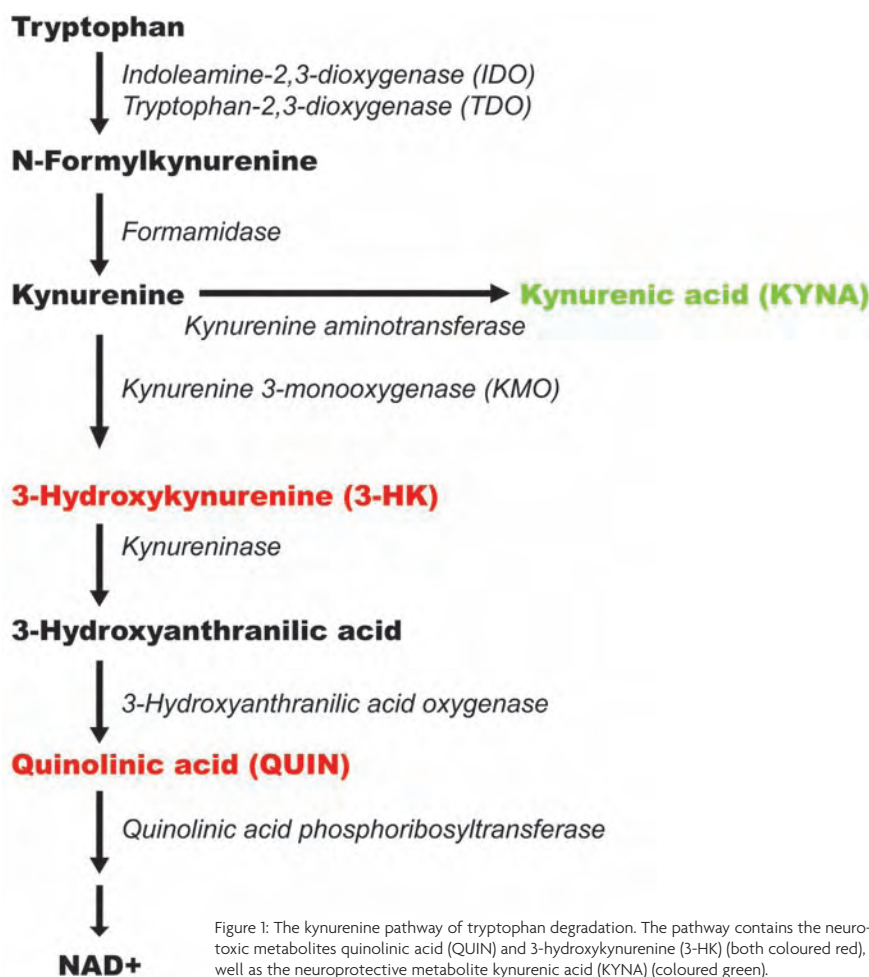 Tryptophan
Indoleamine-2,3-dioxygenase (IDO)
Tryptophan-2,3-dioxygenase (TDO)
N-Formylkynurenine
Formamidase
Kynurenine
Kynurenic acid (KYNA)
Kynurenine aminotransferase
Kynurenine 3-monooxygenase (KMO)
3-Hydroxykynurenine (3-HK)
Kynureninase
3-Hydroxyanthranilic acid
3-Hydroxyanthranilic acid oxygenase
Quinolinic acid (QUIN)
Quinolinic acid phosphoribosyltransferase
NAD+
Figure 1: The kynurenine pathway of tryptophan degradation. The pathway contains the neuro-
toxic metabolites quinolinic acid (QUIN) and 3-hydroxykynurenine (3-HK) (both coloured red),
well as the neuroprotective metabolite kynurenic acid (KYNA) (coloured green).